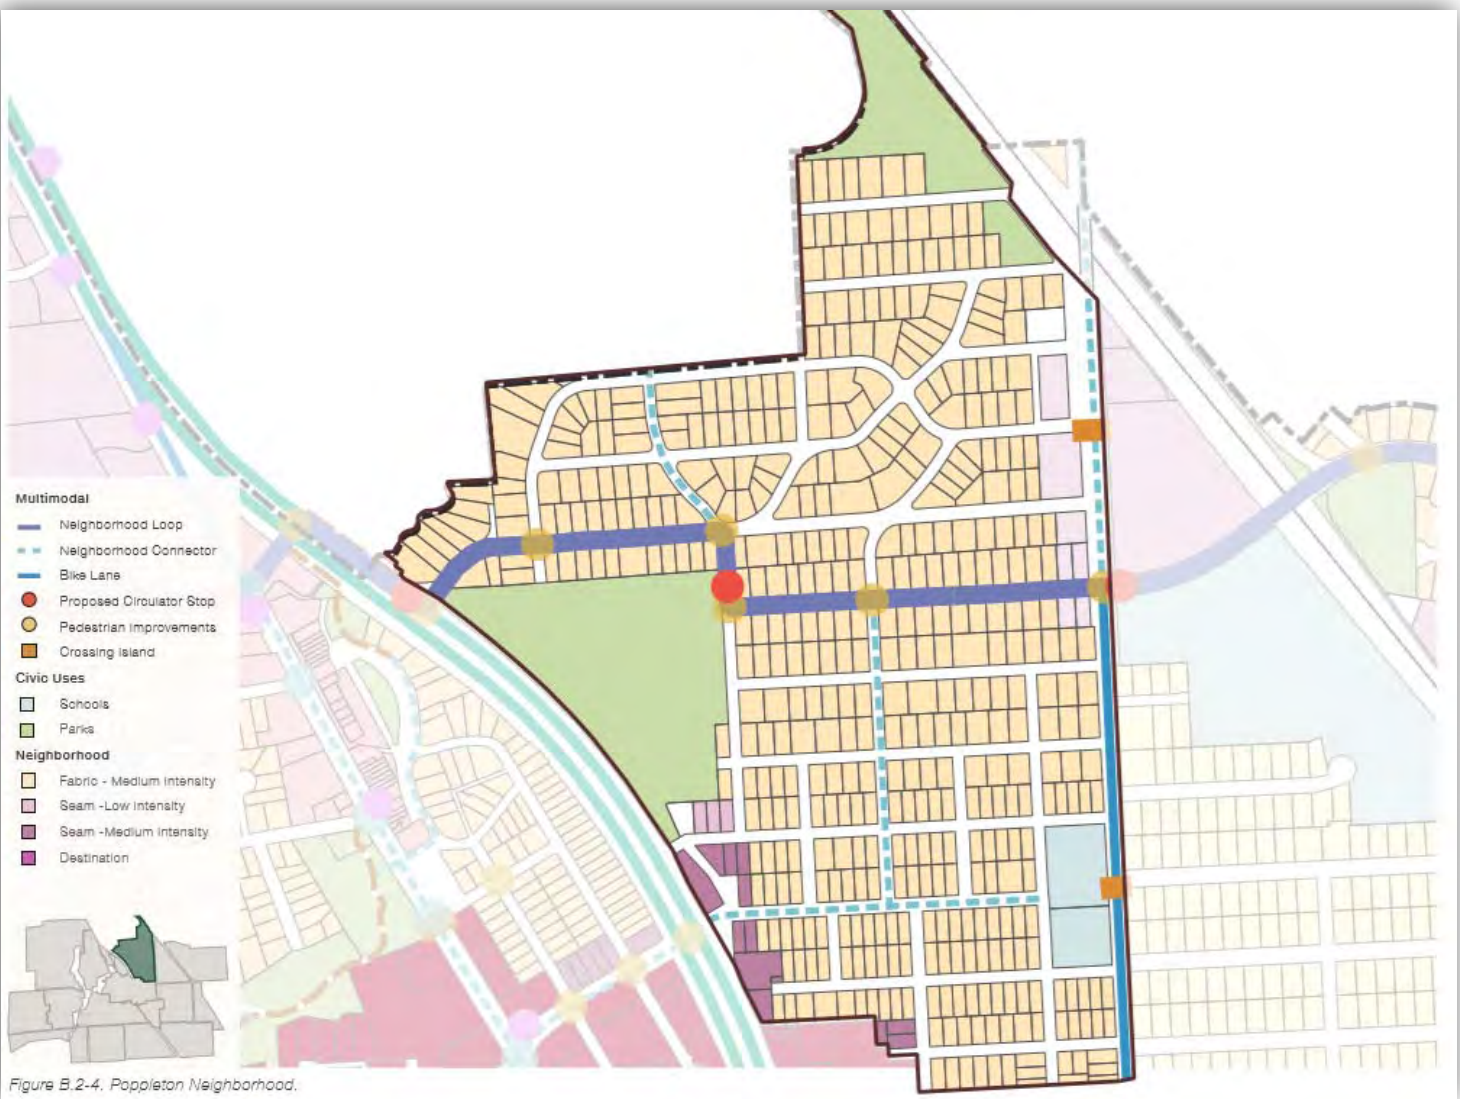 Multimodal
Neighborhood Loop
Neighborhood Connector
Bike Lane
Proposed Circulator Stop
Pedestrian Improvements
Crossing Island
Civic Uses
Schools
Parks
Neighborhood
Fabric - Medium Intensity
Seam -Low Intensity
Seam -Medium Intensity
Destination
Figure B.2-4. Poppleton Neighborhood.